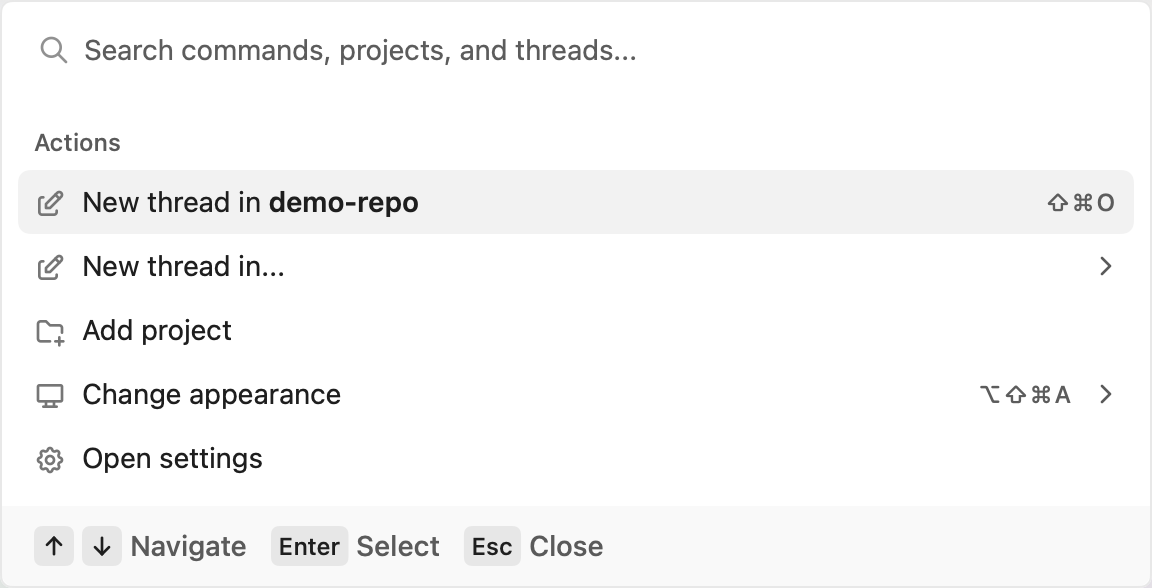 Search commands, projects, and threads...
Actions
New thread in demo-repo ⇧⌘O
New thread in...
Add project
Change appearance ⌥⇧⌘A
Open settings
↑ ↓ Navigate Enter Select Esc Close